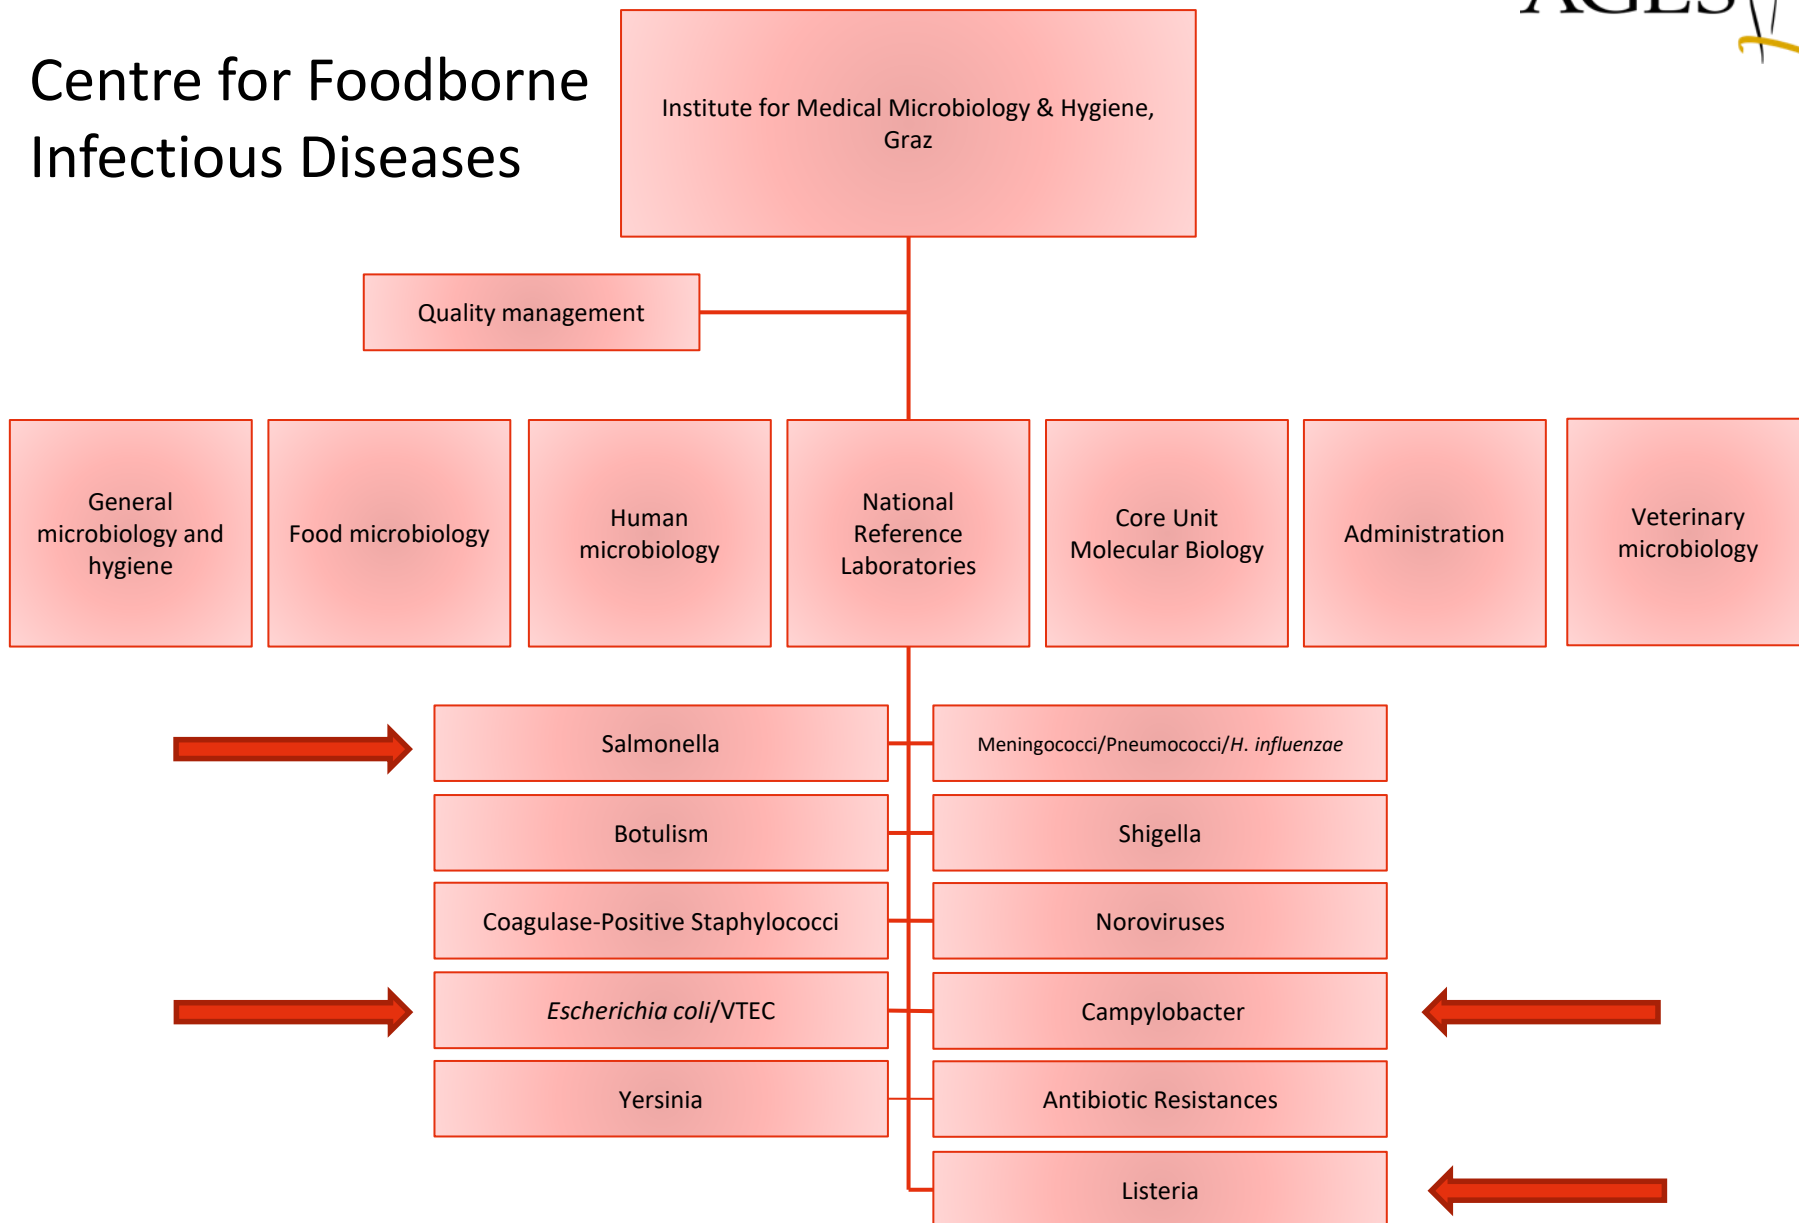 AGES
Centre for Foodborne
Infectious Diseases
Institute for Medical Microbiology & Hygiene,
Graz
Quality management
General
microbiology and
hygiene
Food microbiology
Human
microbiology
National
Reference
Laboratories
Core Unit
Molecular Biology
Administration
Veterinary
microbiology
Salmonella
Meningococci/Pneumococci/H. influenzae
Botulism
Shigella
Coagulase-Positive Staphylococci
Noroviruses
Escherichia coli/VTEC
Campylobacter
Yersinia
Antibiotic Resistances
Listeria